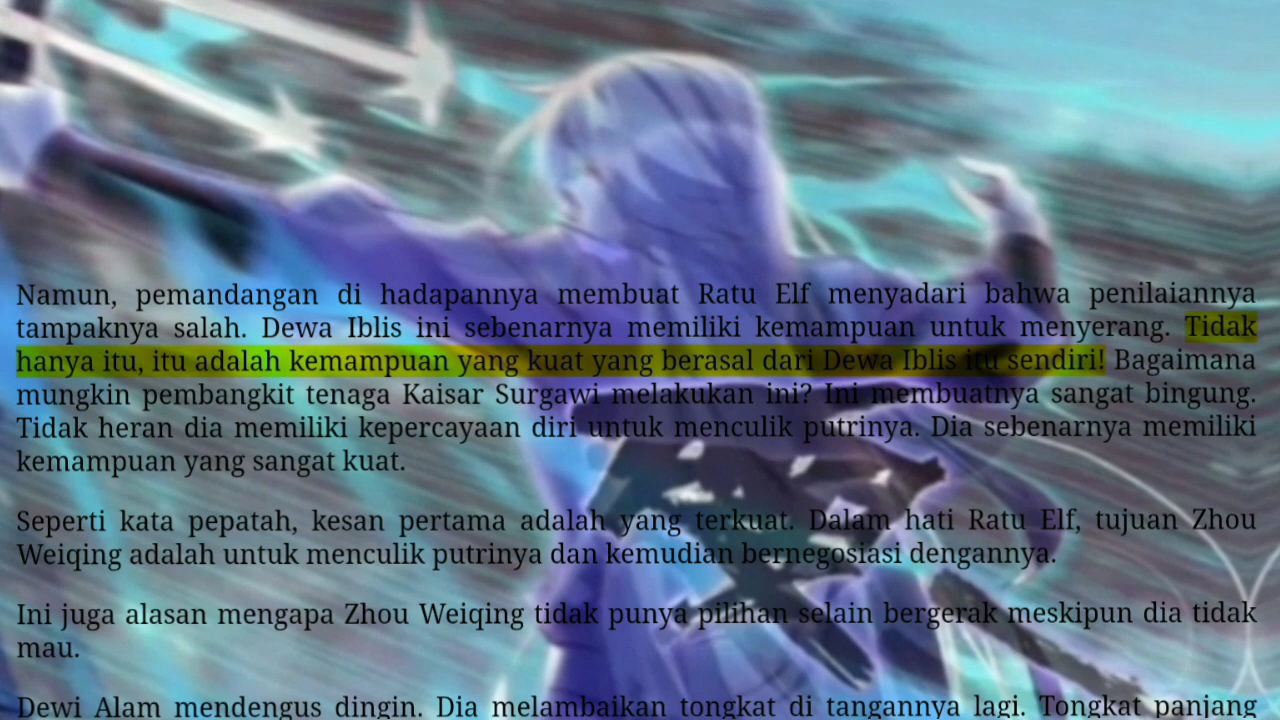 Namun, pemandangan di hadapannya membuat Ratu Elf menyadari bahwa penilaiannya
tampaknya salah. Dewa Iblis ini sebenarnya memiliki kemampuan untuk menyerang. Tidak
hanya itu, itu adalah kemampuan yang kuat yang berasal dari Dewa Iblis itu sendiri! Bagaimana
mungkin pembangkit tenaga Kaisar Surgawi melakukan ini? Ini membuatnya sangat bingung.
Tidak heran dia memiliki kepercayaan diri untuk menculik putrinya. Dia sebenarnya memiliki
kemampuan yang sangat kuat.
Seperti kata pepatah, kesan pertama adalah yang terkuat. Dalam hati Ratu Elf, tujuan Zhou
Weiqing adalah untuk menculik putrinya dan kemudian bernegosiasi dengannya.
Ini juga alasan mengapa Zhou Weiqing tidak punya pilihan selain bergerak meskipun dia tidak
mau.
Dewi Alam mendengus dingin. Dia melambaikan tongkat di tangannya lagi. Tongkat panjang